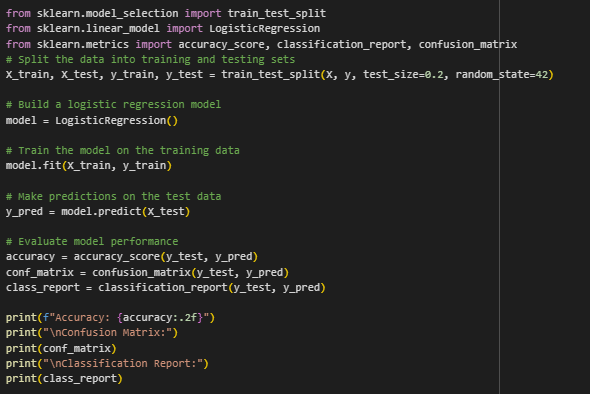 from sklearn.model_selection import train_test_split
from sklearn.linear_model import LogisticRegression
from sklearn.metrics import accuracy_score, classification_report, confusion_matrix
# Split the data into training and testing sets
X_train, X_test, y_train, y_test = train_test_split(X, y, test_size=0.2, random_state=42)
# Build a logistic regression model
model = LogisticRegression()
# Train the model on the training data
model.fit(X_train, y_train)
# Make predictions on the test data
y_pred = model.predict(X_test)
# Evaluate model performance
accuracy = accuracy_score(y_test, y_pred)
conf_matrix = confusion_matrix(y_test, y_pred)
class_report = classification_report(y_test, y_pred)
print(f"Accuracy: {accuracy:.2f}")
print("\nConfusion Matrix:")
print(conf_matrix)
print("\nClassification Report:")
print(class_report)